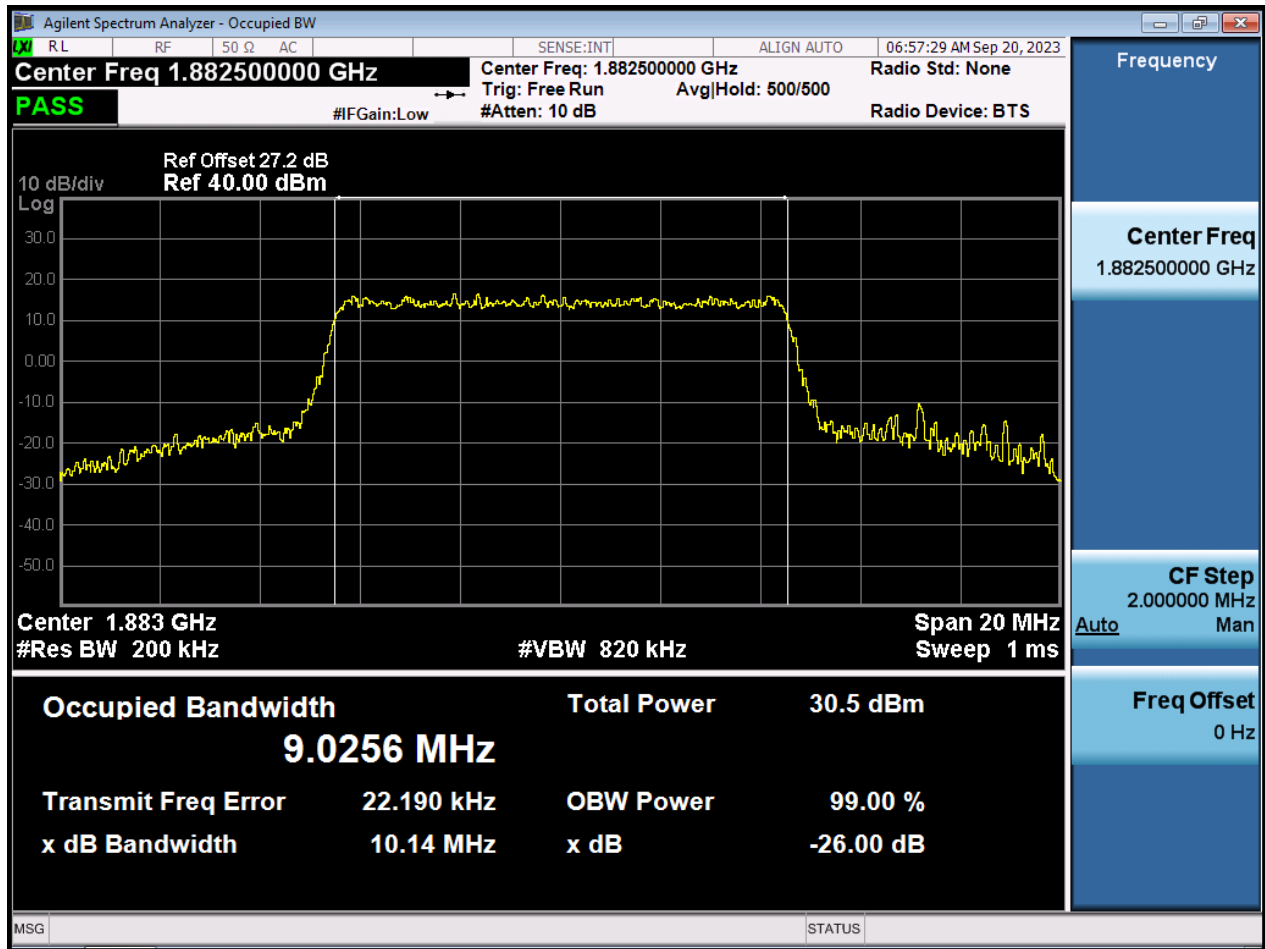 Agilent Spectrum Analyzer - Occupied BW
LXI RL RF 50 Ω AC SENSE:INT ALIGN AUTO 06:57:29 AM Sep 20, 2023
Center Freq 1.882500000 GHz
Center Freq: 1.882500000 GHz Radio Std: None
Trig: Free Run Avg|Hold: 500/500
PASS
#IFGain:Low #Atten: 10 dB Radio Device: BTS
Ref Offset 27.2 dB
10 dB/div Ref 40.00 dBm
Log
30.0
20.0
10.0
0.00
-10.0
-20.0
-30.0
-40.0
-50.0
Center 1.883 GHz Span 20 MHz
#Res BW 200 kHz #VBW 820 kHz Sweep 1 ms
Occupied Bandwidth Total Power 30.5 dBm
9.0256 MHz
Transmit Freq Error 22.190 kHz OBW Power 99.00 %
x dB Bandwidth 10.14 MHz x dB -26.00 dB
Frequency
Center Freq
1.882500000 GHz
CF Step
2.000000 MHz
Auto Man
Freq Offset
0 Hz
MSG STATUS